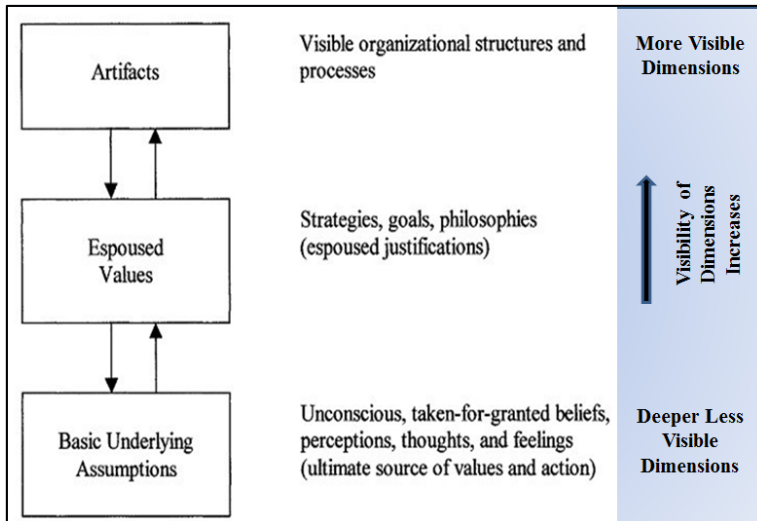 Artifacts
Visible organizational structures and
processes
More Visible
Dimensions
Espoused
Values
Strategies, goals, philosophies
(espoused justifications)
Visibility of
Dimensions
Increases
Basic Underlying
Assumptions
Unconscious, taken-for-granted beliefs,
perceptions, thoughts, and feelings
(ultimate source of values and action)
Deeper Less
Visible
Dimensions